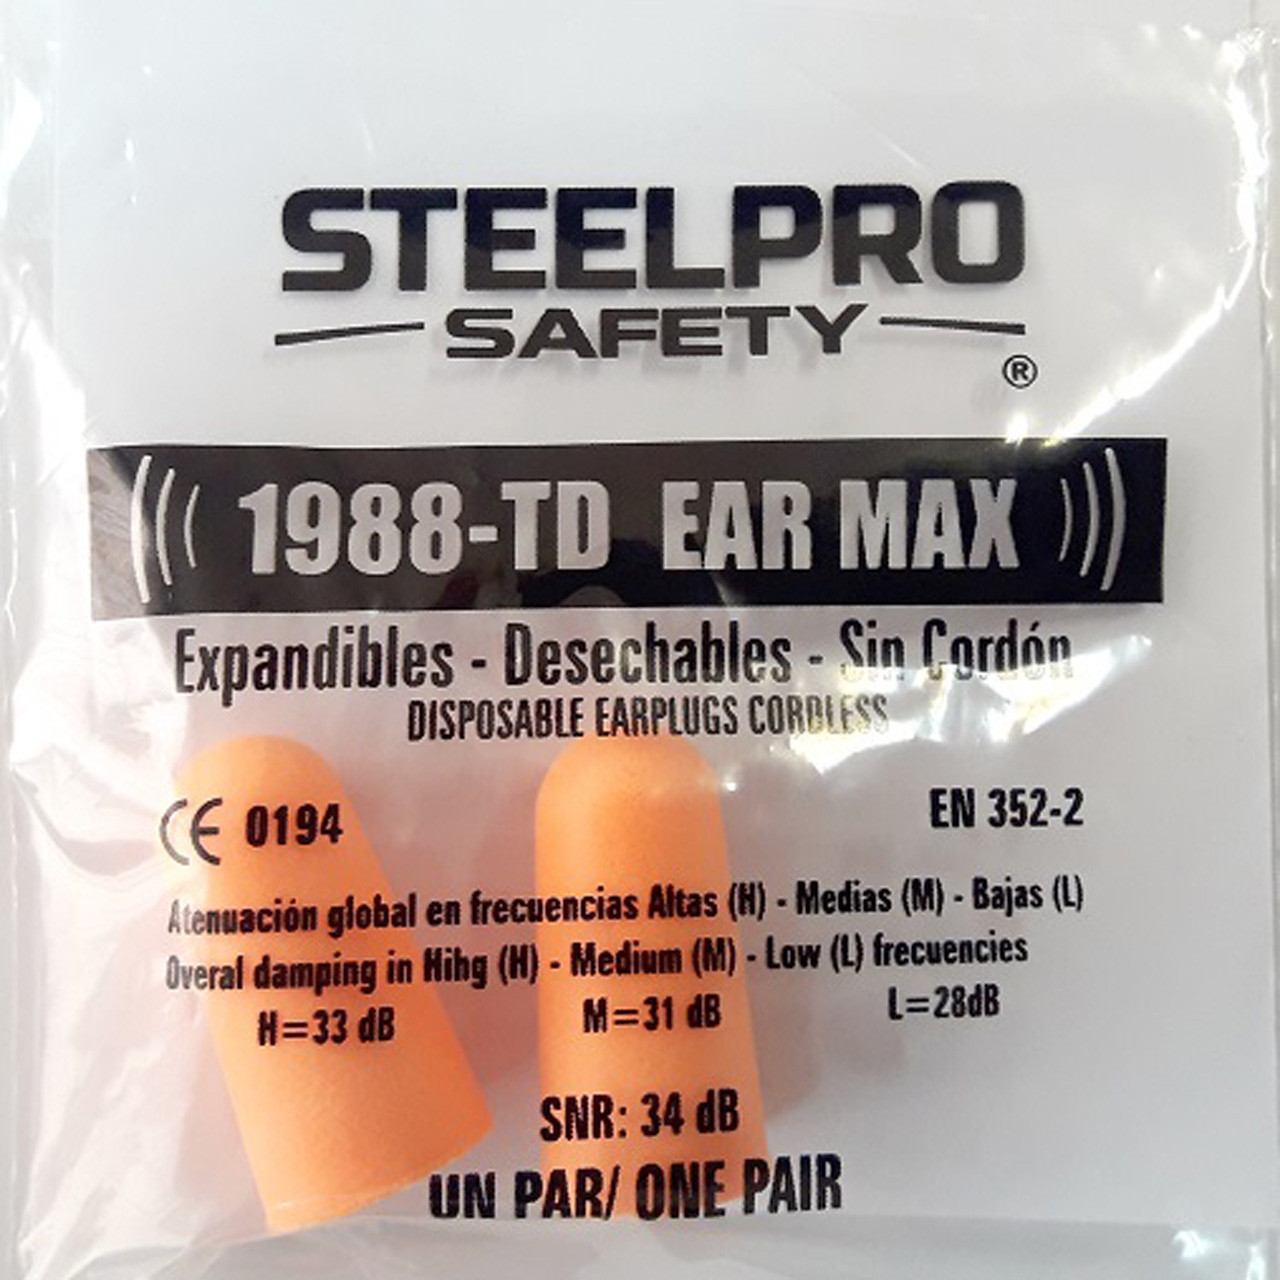 STEELPRO
SAFETY
®
1988-TD EAR MAX
Expandibles - Desechables - Sin Cordón
DISPOSABLE EARPLUGS CORDLESS
CE 0194
EN 352-2
Atenuación global en frecuencias Altas (H) - Medias (M) - Bajas (L)
Overal damping in Hihg (H) - Medium (M) - Low (L) frecuencies
H=33 dB M=31 dB L=28dB
SNR: 34 dB
UN PAR/ ONE PAIR